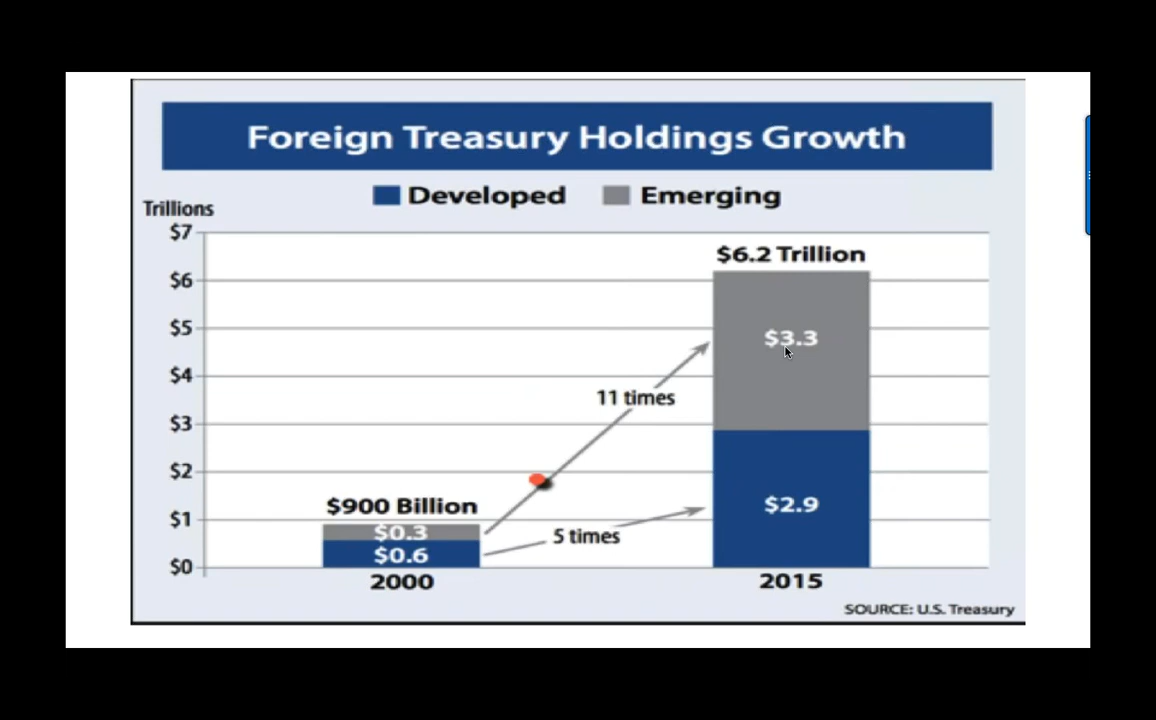 Foreign Treasury Holdings Growth
Developed Emerging
Trillions
$7
$6.2 Trillion
$6
$5
$3.3
$4
11 times
$3
$2
$900 Billion
$2.9
$1
$0.3
5 times
$0.6
$0
2000 2015
SOURCE: U.S. Treasury